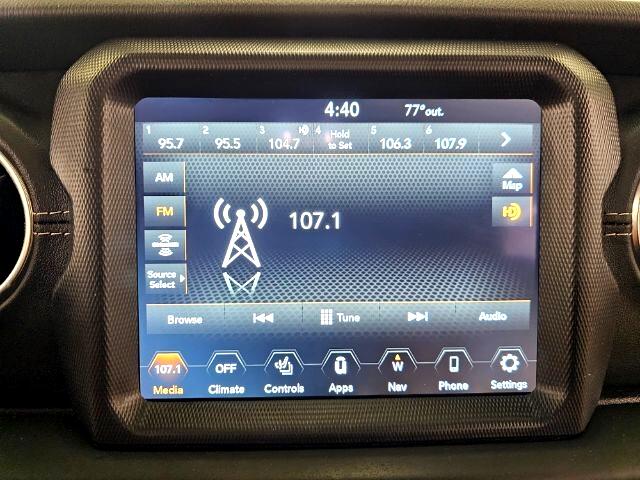 4:40 77°out.
1 95.7 2 95.5 3 104.7 HD 4 Hold to Set 5 106.3 6 107.9
AM
FM
Source
Select
107.1
Map
HD
Browse Tune Audio
107.1 OFF W
Media Climate Controls Apps Nav Phone Settings